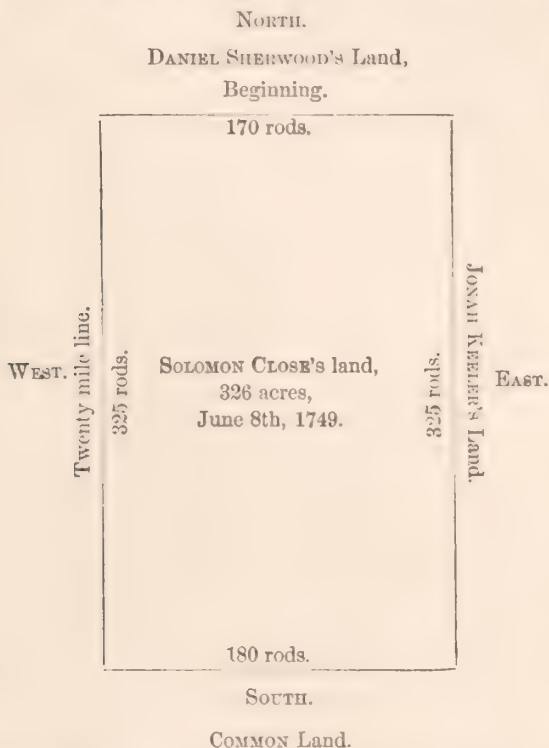 NORTH.
DANIEL SHERWOOD'S Land,
Beginning.
170 rods.
WEST.
Twenty mile line.
325 rods.
SOLOMON CLOSE'S land,
326 acres,
June 8th, 1749.
325 rods.
JONAH KEELER'S Land.
EAST.
180 rods.
SOUTH.
COMMON Land.